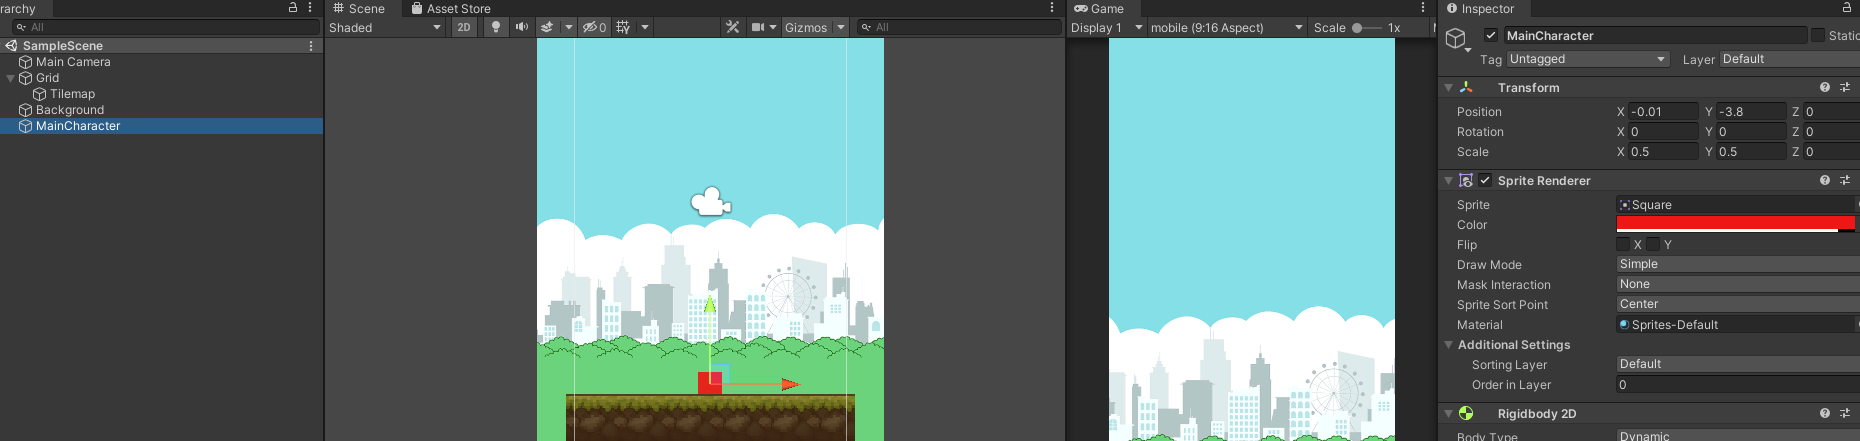 rarchy
All
SampleScene
Main Camera
Grid
Tilemap
Background
MainCharacter
Scene Asset Store
Shaded 2D 0 Gizmos All
Game
Display 1 mobile (9:16 Aspect) Scale 1x
Inspector
MainCharacter Static
Tag Untagged Layer Default
Transform
Position X -0.01 Y -3.8 Z 0
Rotation X 0 Y 0 Z 0
Scale X 0.5 Y 0.5 Z 0
Sprite Renderer
Sprite Square
Color
Flip X Y
Draw Mode Simple
Mask Interaction None
Sprite Sort Point Center
Material Sprites-Default
Additional Settings
Sorting Layer Default
Order in Layer 0
Rigidbody 2D
Body Type Dynamic